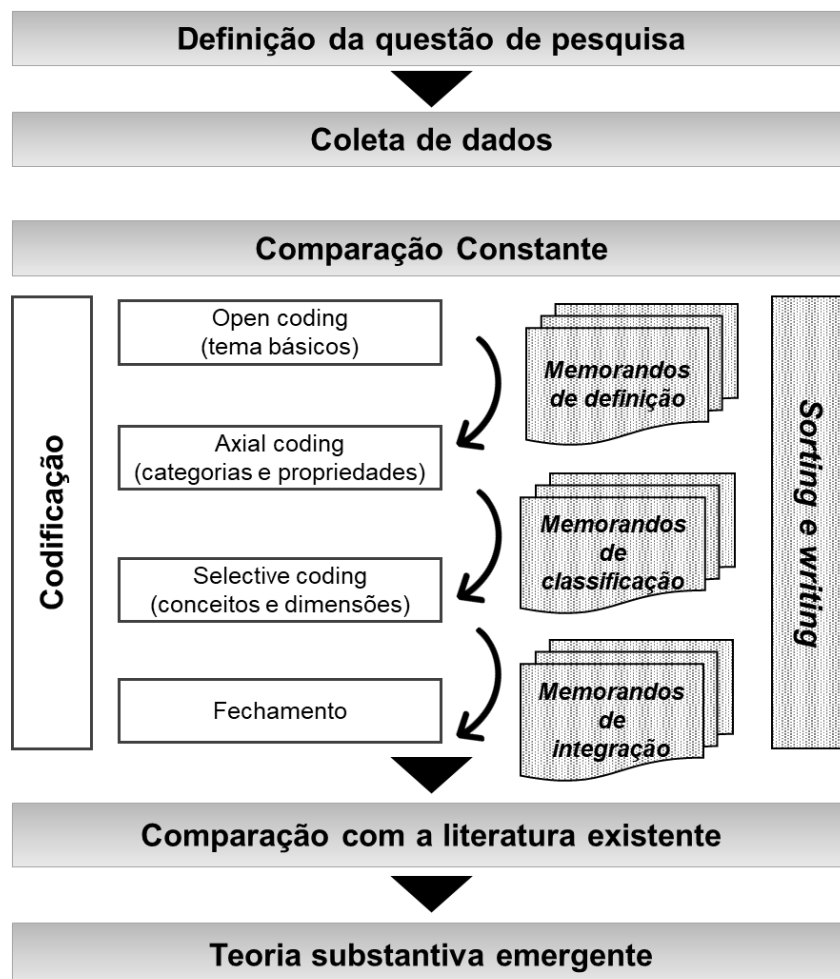 Definição da questão de pesquisa
Coleta de dados
Comparação Constante
Codificação
Open coding
(tema básicos)
Axial coding
(categorias e propriedades)
Selective coding
(conceitos e dimensões)
Fechamento
Memorandos
de definição
Memorandos
de
classificação
Memorandos
de
integração
Sorting e writing
Comparação com a literatura existente
Teoria substantiva emergente